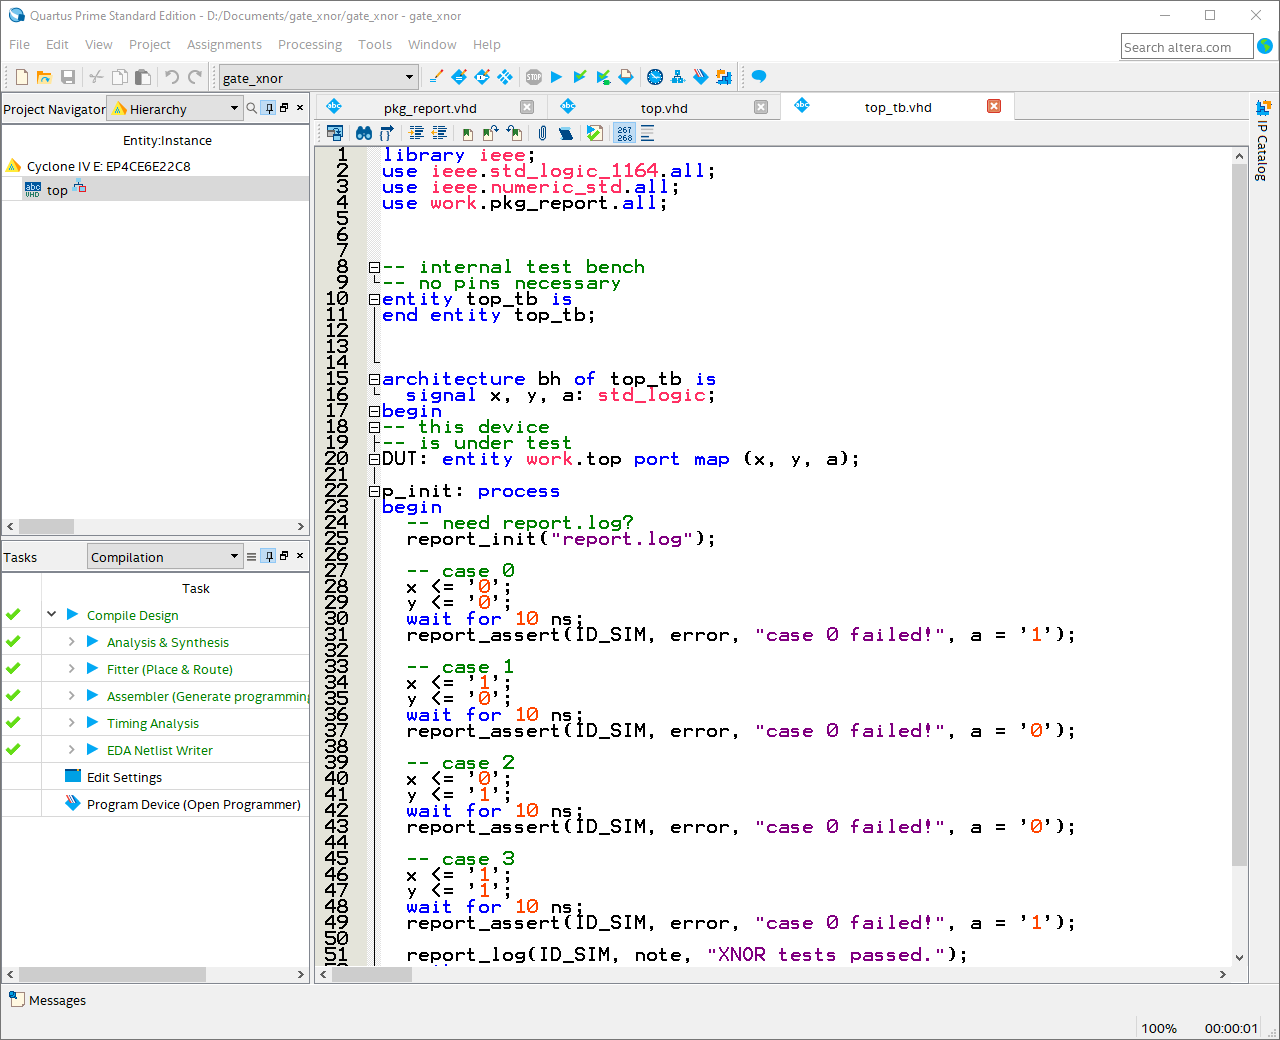 Quartus Prime Standard Edition - D:/Documents/gate_xnor/gate_xnor - gate_xnor
File Edit View Project Assignments Processing Tools Window Help
Search altera.com
gate_xnor
STOP
Project Navigator Hierarchy
Entity:Instance
Cyclone IV E: EP4CE6E22C8
abc VHD top
Tasks Compilation
Task
Compile Design
Analysis & Synthesis
Fitter (Place & Route)
Assembler (Generate programming
Timing Analysis
EDA Netlist Writer
Edit Settings
Program Device (Open Programmer)
abc pkg_report.vhd abc top.vhd abc top_tb.vhd
267
268
1 library ieee;
2 use ieee.std_logic_1164.all;
3 use ieee.numeric_std.all;
4 use work.pkg_report.all;
5
6
7
8 -- internal test bench
9 -- no pins necessary
10 entity top_tb is
11 end entity top_tb;
12
13
14
15 architecture bh of top_tb is
16 signal x, y, a: std_logic;
17 begin
18 -- this device
19 -- is under test
20 DUT: entity work.top port map (x, y, a);
21
22 p_init: process
23 begin
24 -- need report.log?
25 report_init("report.log");
26
27 -- case 0
28 x <= '0';
29 y <= '0';
30 wait for 10 ns;
31 report_assert(ID_SIM, error, "case 0 failed!", a = '1');
32
33 -- case 1
34 x <= '1';
35 y <= '0';
36 wait for 10 ns;
37 report_assert(ID_SIM, error, "case 0 failed!", a = '0');
38
39 -- case 2
40 x <= '0';
41 y <= '1';
42 wait for 10 ns;
43 report_assert(ID_SIM, error, "case 0 failed!", a = '0');
44
45 -- case 3
46 x <= '1';
47 y <= '1';
48 wait for 10 ns;
49 report_assert(ID_SIM, error, "case 0 failed!", a = '1');
50
51 report_log(ID_SIM, note, "XNOR tests passed.");
IP Catalog
Messages
100% 00:00:01